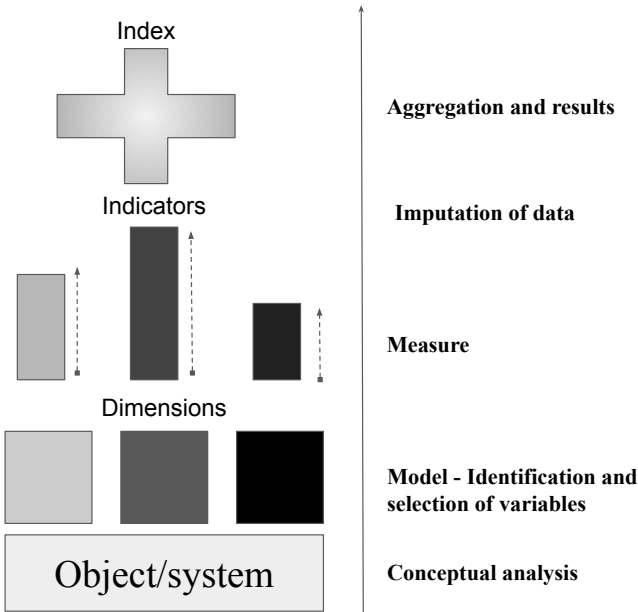 Index
Aggregation and results
Indicators
Imputation of data
Measure
Dimensions
Model - Identification and
selection of variables
Object/system
Conceptual analysis